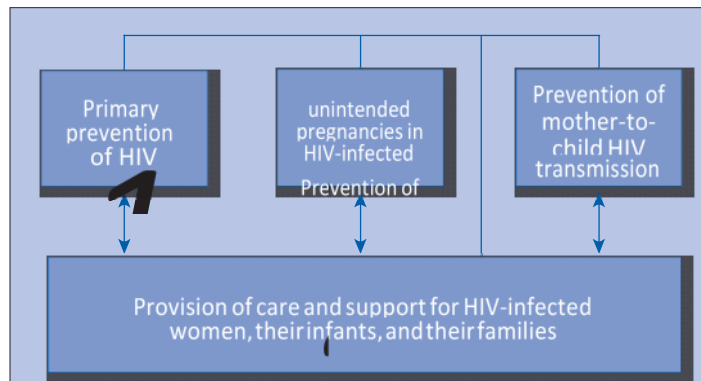 Primary
prevention
of HIV
unintended
pregnancies in
HIV-infected
Prevention of
Prevention of
mother-to-
child HIV
transmission
Provision of care and support for HIV-infected
women, their infants, and their families